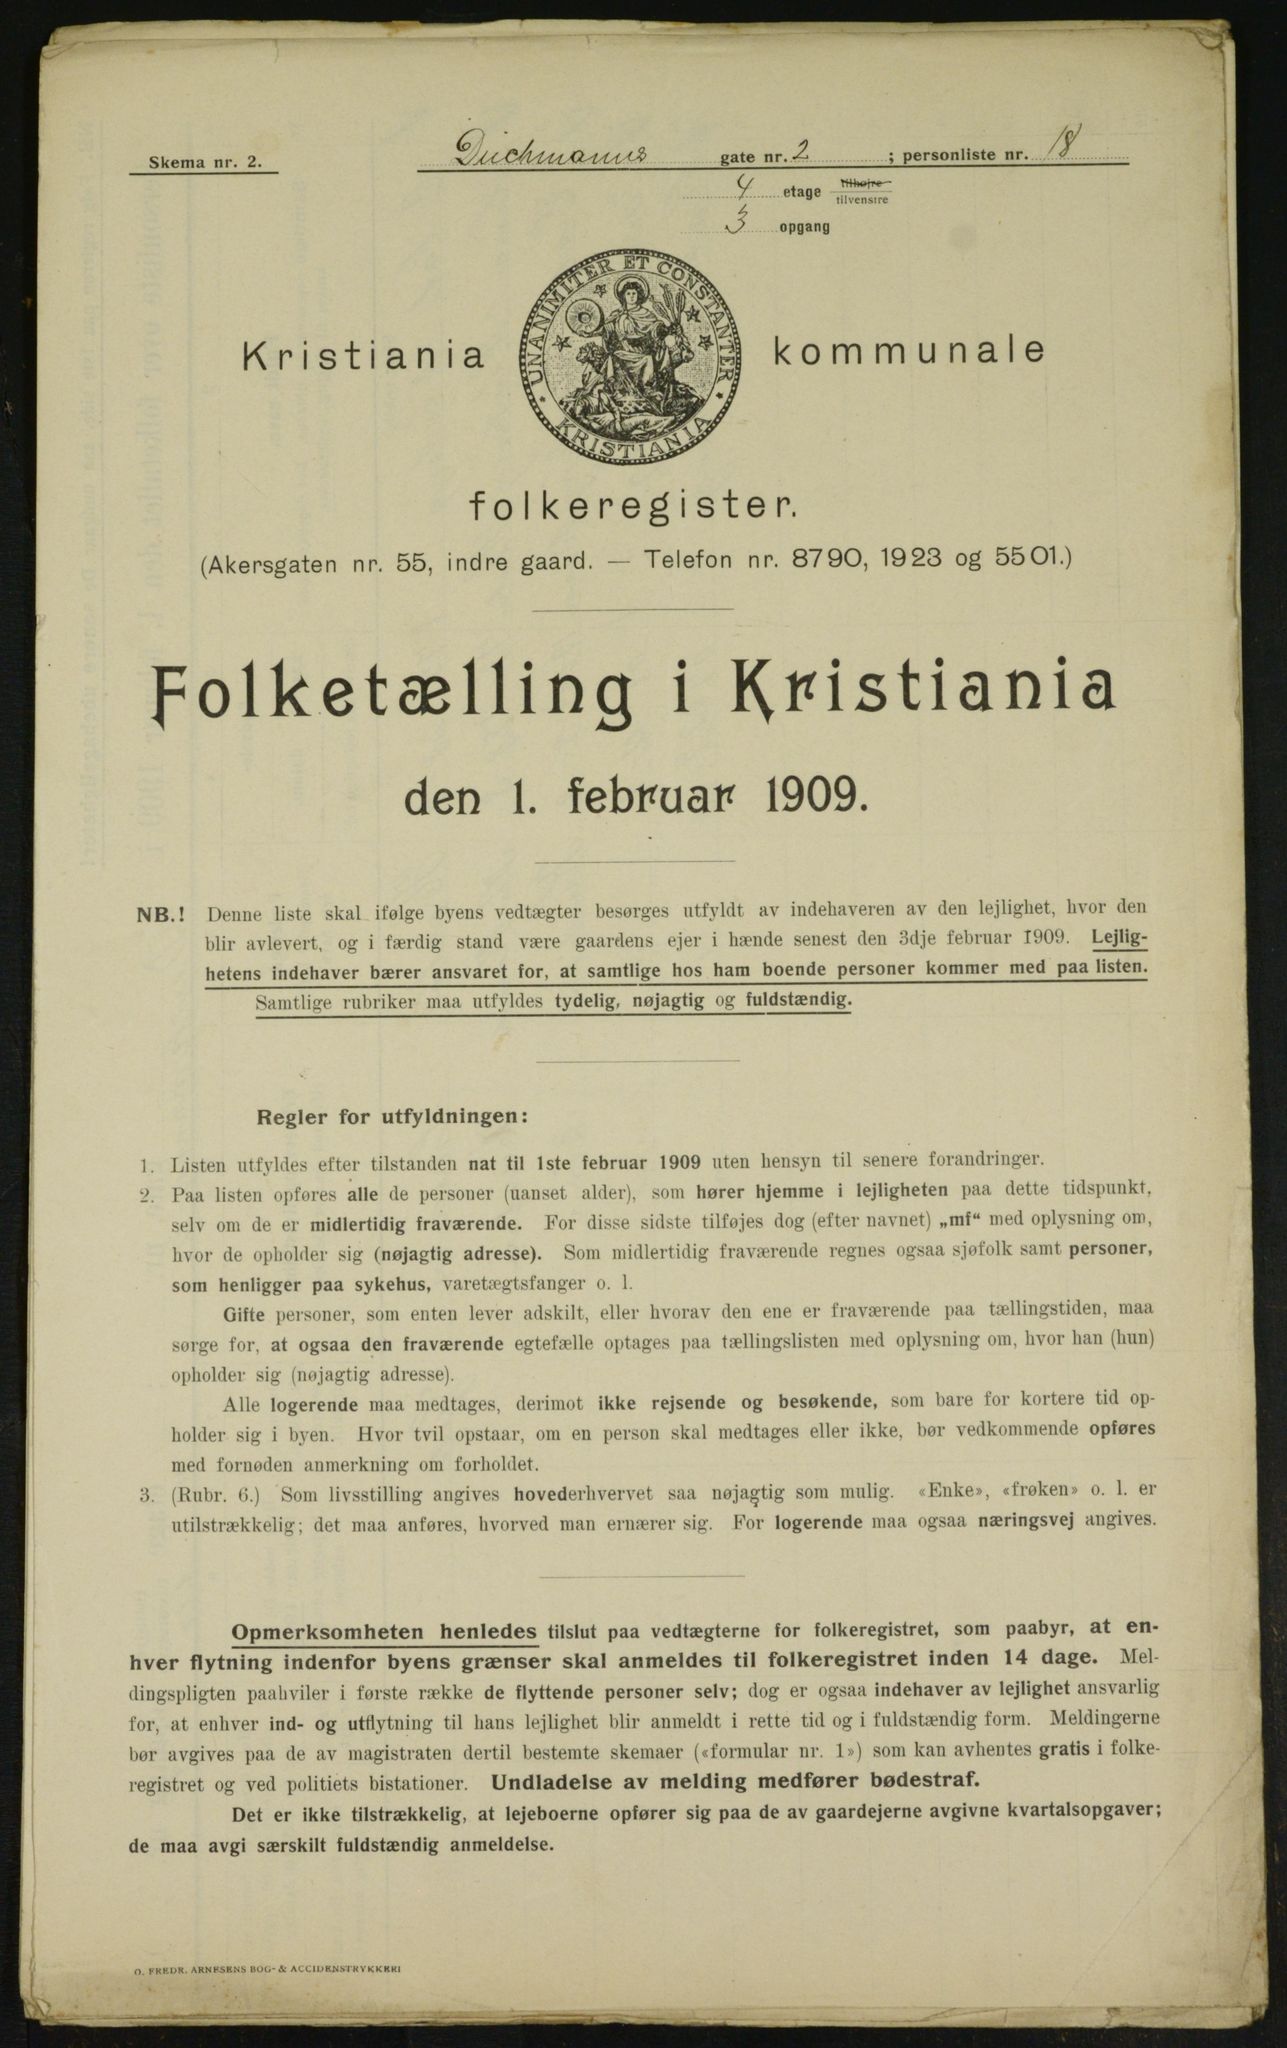 Skema nr. 2.
Deichmanns gate nr. 2 ; personliste nr. 18
4 etage tilhøjre
tilvenstre
3 opgang
UNANIMITER ET CONSTANTER
KRISTIANIA
Kristiania kommunale
folkeregister.
(Akersgaten nr. 55, indre gaard. — Telefon nr. 8790, 1923 og 5501.)
Folketælling i Kristiania
den 1. februar 1909.
NB.! Denne liste skal ifølge byens vedtægter besørges utfyldt av indehaveren av den lejlighet, hvor den
blir avlevert, og i færdig stand være gaardens ejer i hænde senest den 3dje februar 1909. Lejlig-
hetens indehaver bærer ansvaret for, at samtlige hos ham boende personer kommer med paa listen.
Samtlige rubriker maa utfyldes tydelig, nøjagtig og fuldstændig.
Regler for utfyldningen:
1. Listen utfyldes efter tilstanden nat til 1ste februar 1909 uten hensyn til senere forandringer.
2. Paa listen opføres alle de personer (uanset alder), som hører hjemme i lejligheten paa dette tidspunkt,
selv om de er midlertidig fraværende. For disse sidste tilføjes dog (efter navnet) „mf“ med oplysning om,
hvor de opholder sig (nøjagtig adresse). Som midlertidig fraværende regnes ogsaa sjøfolk samt personer,
som henligger paa sykehus, varetægtsfanger o. l.
Gifte personer, som enten lever adskilt, eller hvorav den ene er fraværende paa tællingstiden, maa
sørge for, at ogsaa den fraværende egtefælle optages paa tællingslisten med oplysning om, hvor han (hun)
opholder sig (nøjagtig adresse).
Alle logerende maa medtages, derimot ikke rejsende og besøkende, som bare for kortere tid op-
holder sig i byen. Hvor tvil opstaar, om en person skal medtages eller ikke, bør vedkommende opføres
med fornøden anmerkning om forholdet.
3. (Rubr. 6.) Som livsstilling angives hovederhvervet saa nøjagtig som mulig. «Enke», «frøken» o. l. er
utilstrækkelig; det maa anføres, hvorved man ernærer sig. For logerende maa ogsaa næringsvej angives.
Opmerksomheten henledes tilslut paa vedtægterne for folkeregistret, som paabyr, at en-
hver flytning indenfor byens grænser skal anmeldes til folkeregistret inden 14 dage. Mel-
dingspligten paahviler i første række de flyttende personer selv; dog er ogsaa indehaver av lejlighet ansvarlig
for, at enhver ind- og utflytning til hans lejlighet blir anmeldt i rette tid og i fuldstændig form. Meldingerne
bør avgives paa de av magistraten dertil bestemte skemaer («formular nr. 1») som kan avhentes gratis i folke-
registret og ved politiets bistationer. Undladelse av melding medfører bødestraf.
Det er ikke tilstrækkelig, at lejeboerne opfører sig paa de av gaardejerne avgivne kvartalsopgaver;
de maa avgi særskilt fuldstændig anmeldelse.
O. FREDR. ARNESENS BOG- & ACCIDENSTRYKKERI